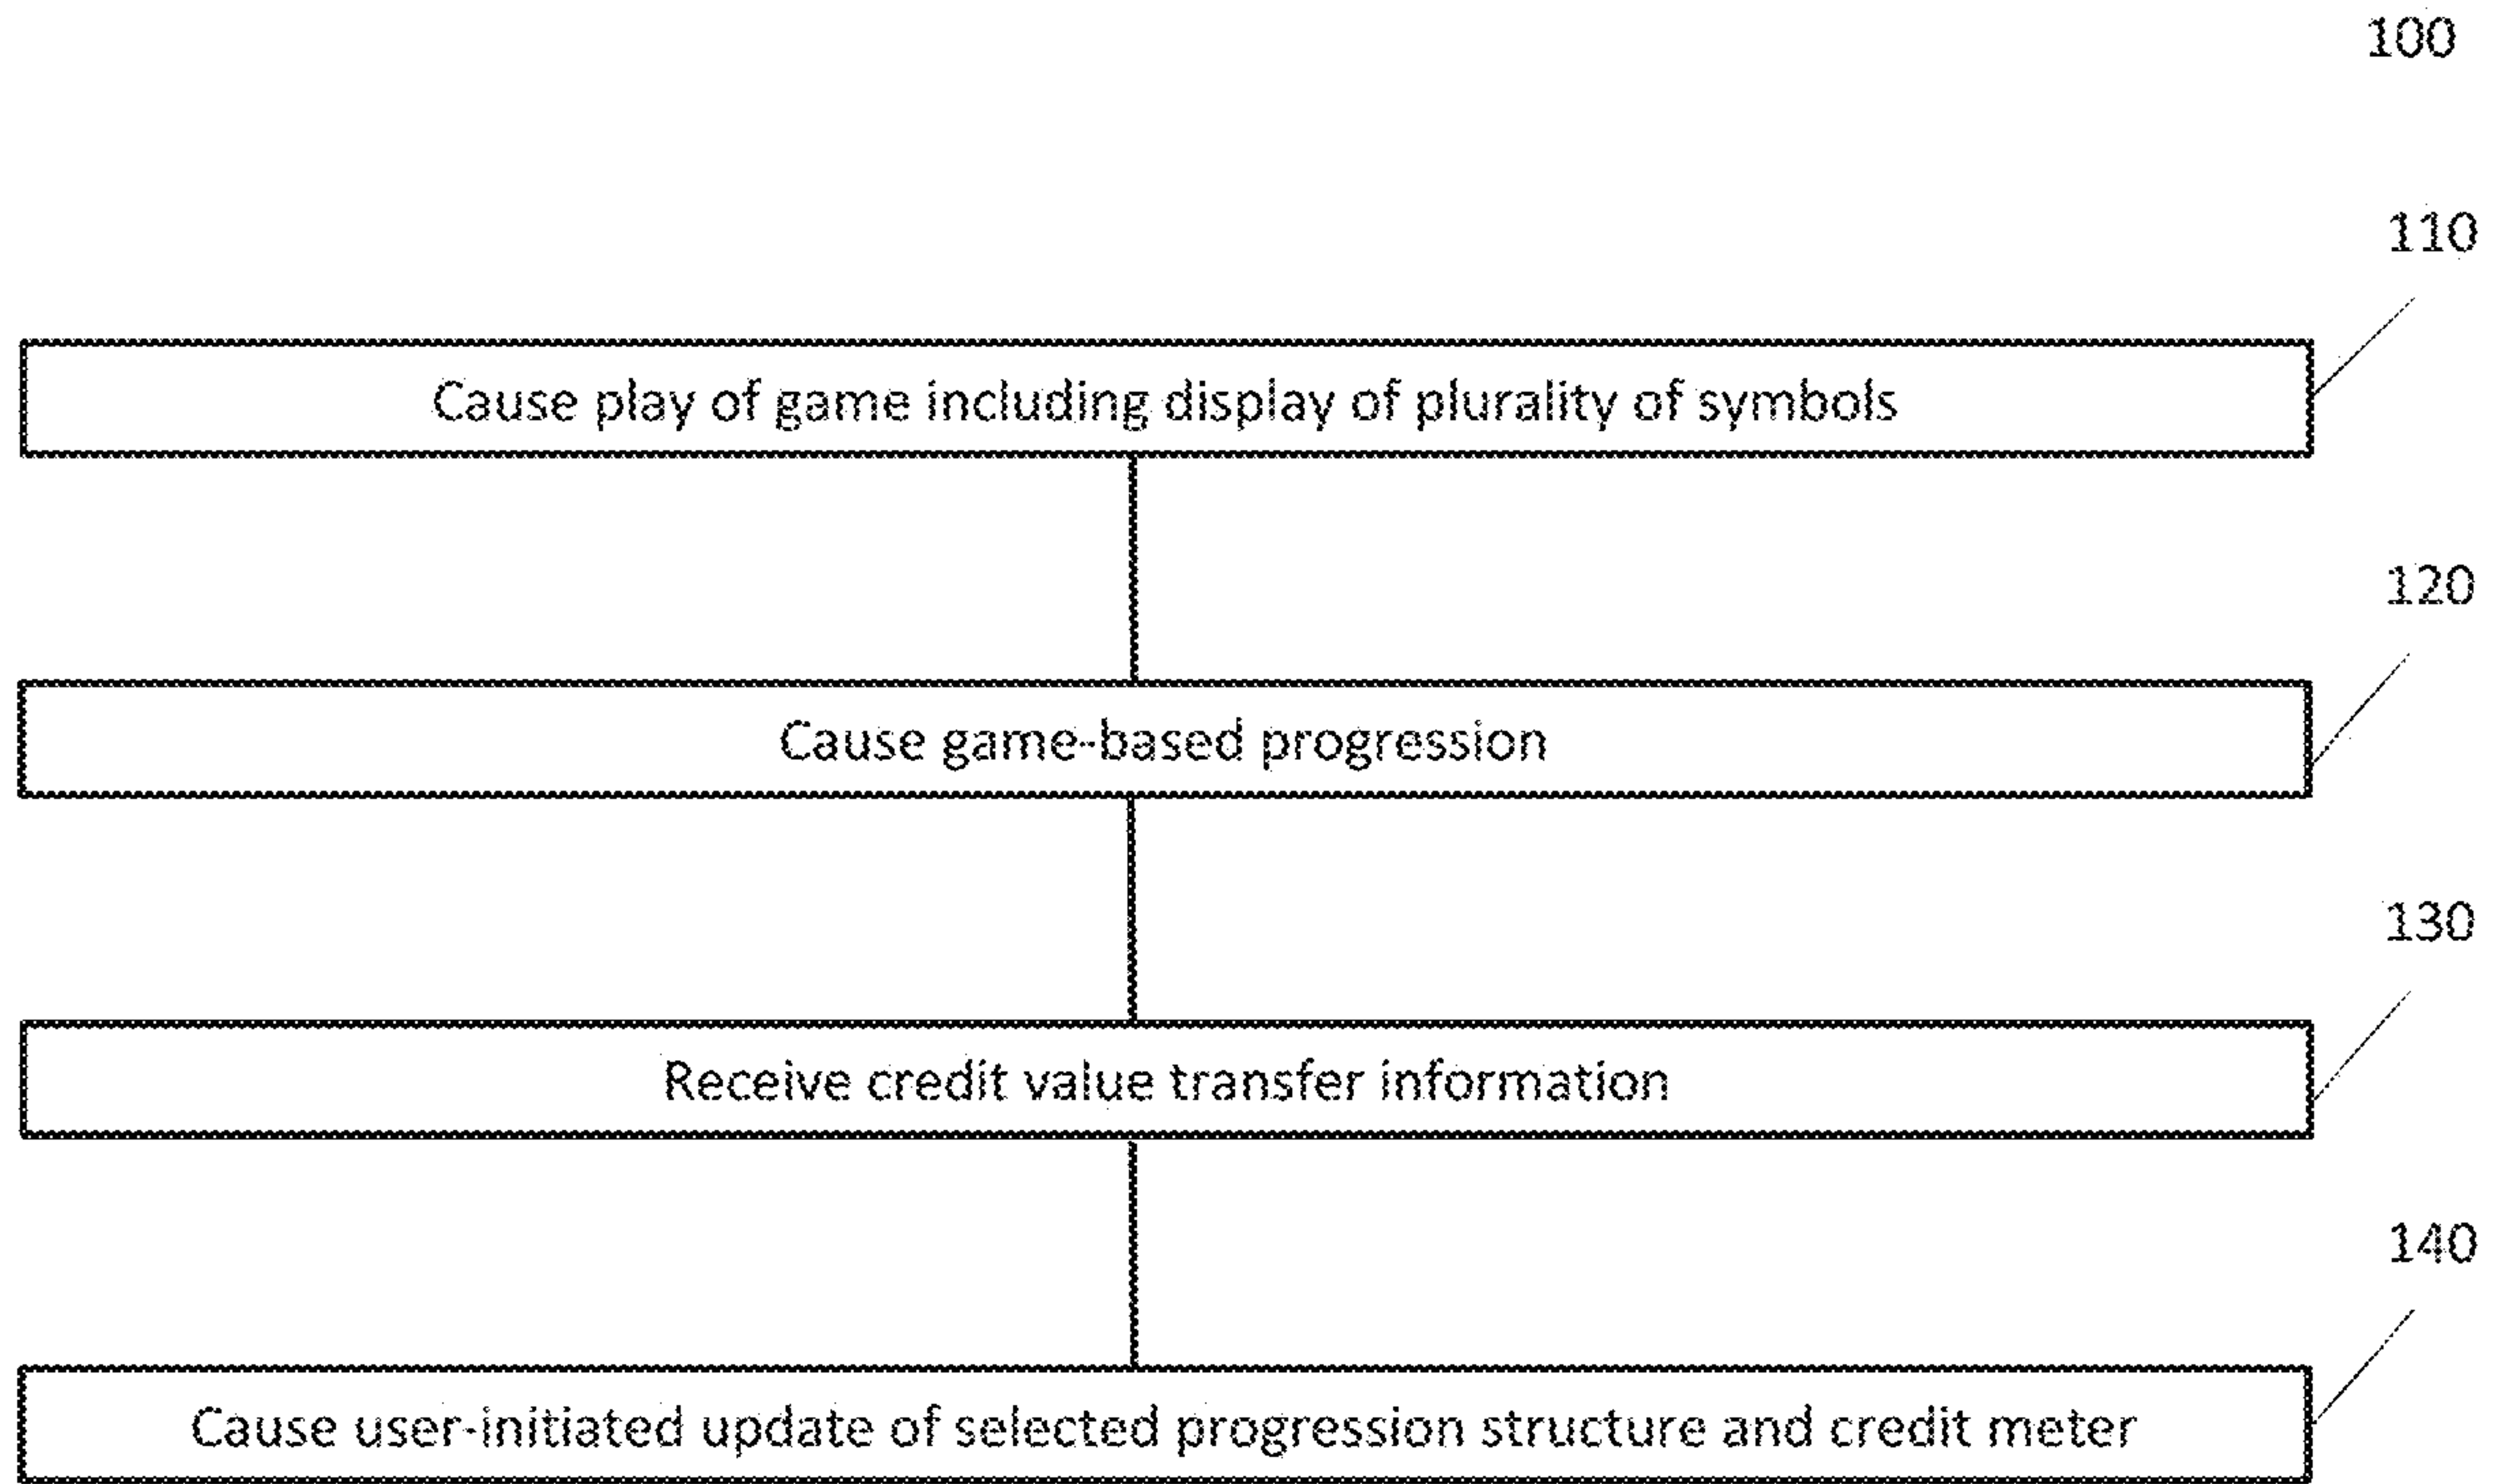 100
110
Cause play of game including display of plurality of symbols
120
Cause game-based progression
130
Receive credit value transfer information
140
Cause user-initiated update of selected progression structure and credit meter